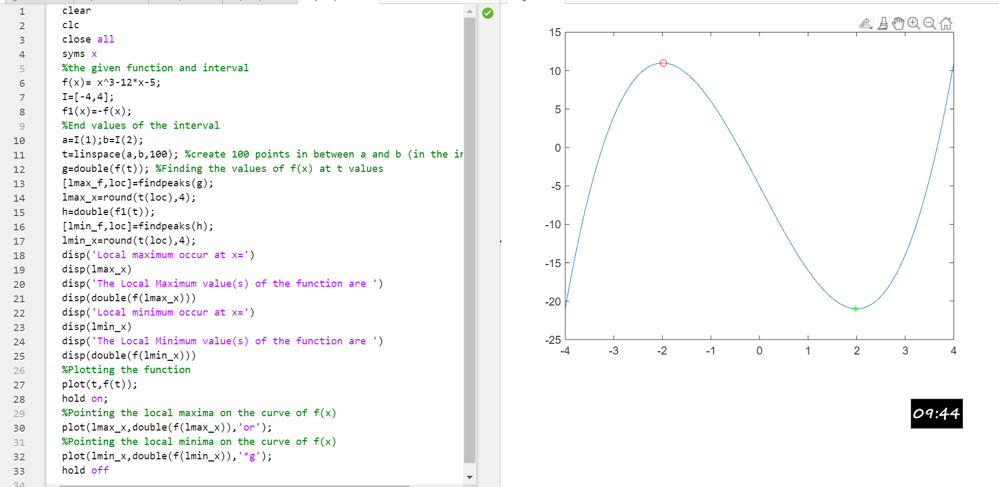 1 clear
2 clc
3 close all
4 syms x
5 %the given function and interval
6 f(x)= x^3-12*x-5;
7 I=[-4,4];
8 f1(x)=-f(x);
9 %End values of the interval
10 a=I(1);b=I(2);
11 t=linspace(a,b,100); %create 100 points in between a and b (in the
12 g=double(f(t)); %Finding the values of f(x) at t values
13 [lmax_f,loc]=findpeaks(g);
14 lmax_x=round(t(loc),4);
15 h=double(f1(t));
16 [lmin_f,loc]=findpeaks(h);
17 lmin_x=round(t(loc),4);
18 disp('Local maximum occur at x=')
19 disp(lmax_x)
20 disp('The Local Maximum value(s) of the function are ')
21 disp(double(f(lmax_x)))
22 disp('Local minimum occur at x=')
23 disp(lmin_x)
24 disp('The Local Minimum value(s) of the function are ')
25 disp(double(f(lmin_x)))
26 %Plotting the function
27 plot(t,f(t));
28 hold on;
29 %Pointing the local maxima on the curve of f(x)
30 plot(lmax_x,double(f(lmax_x)),'or');
31 %Pointing the local minima on the curve of f(x)
32 plot(lmin_x,double(f(lmin_x)),'*g');
33 hold off
34
15
10
5
0
-5
-10
-15
-20
-25
-4 -3 -2 -1 0 1 2 3 4
09:44